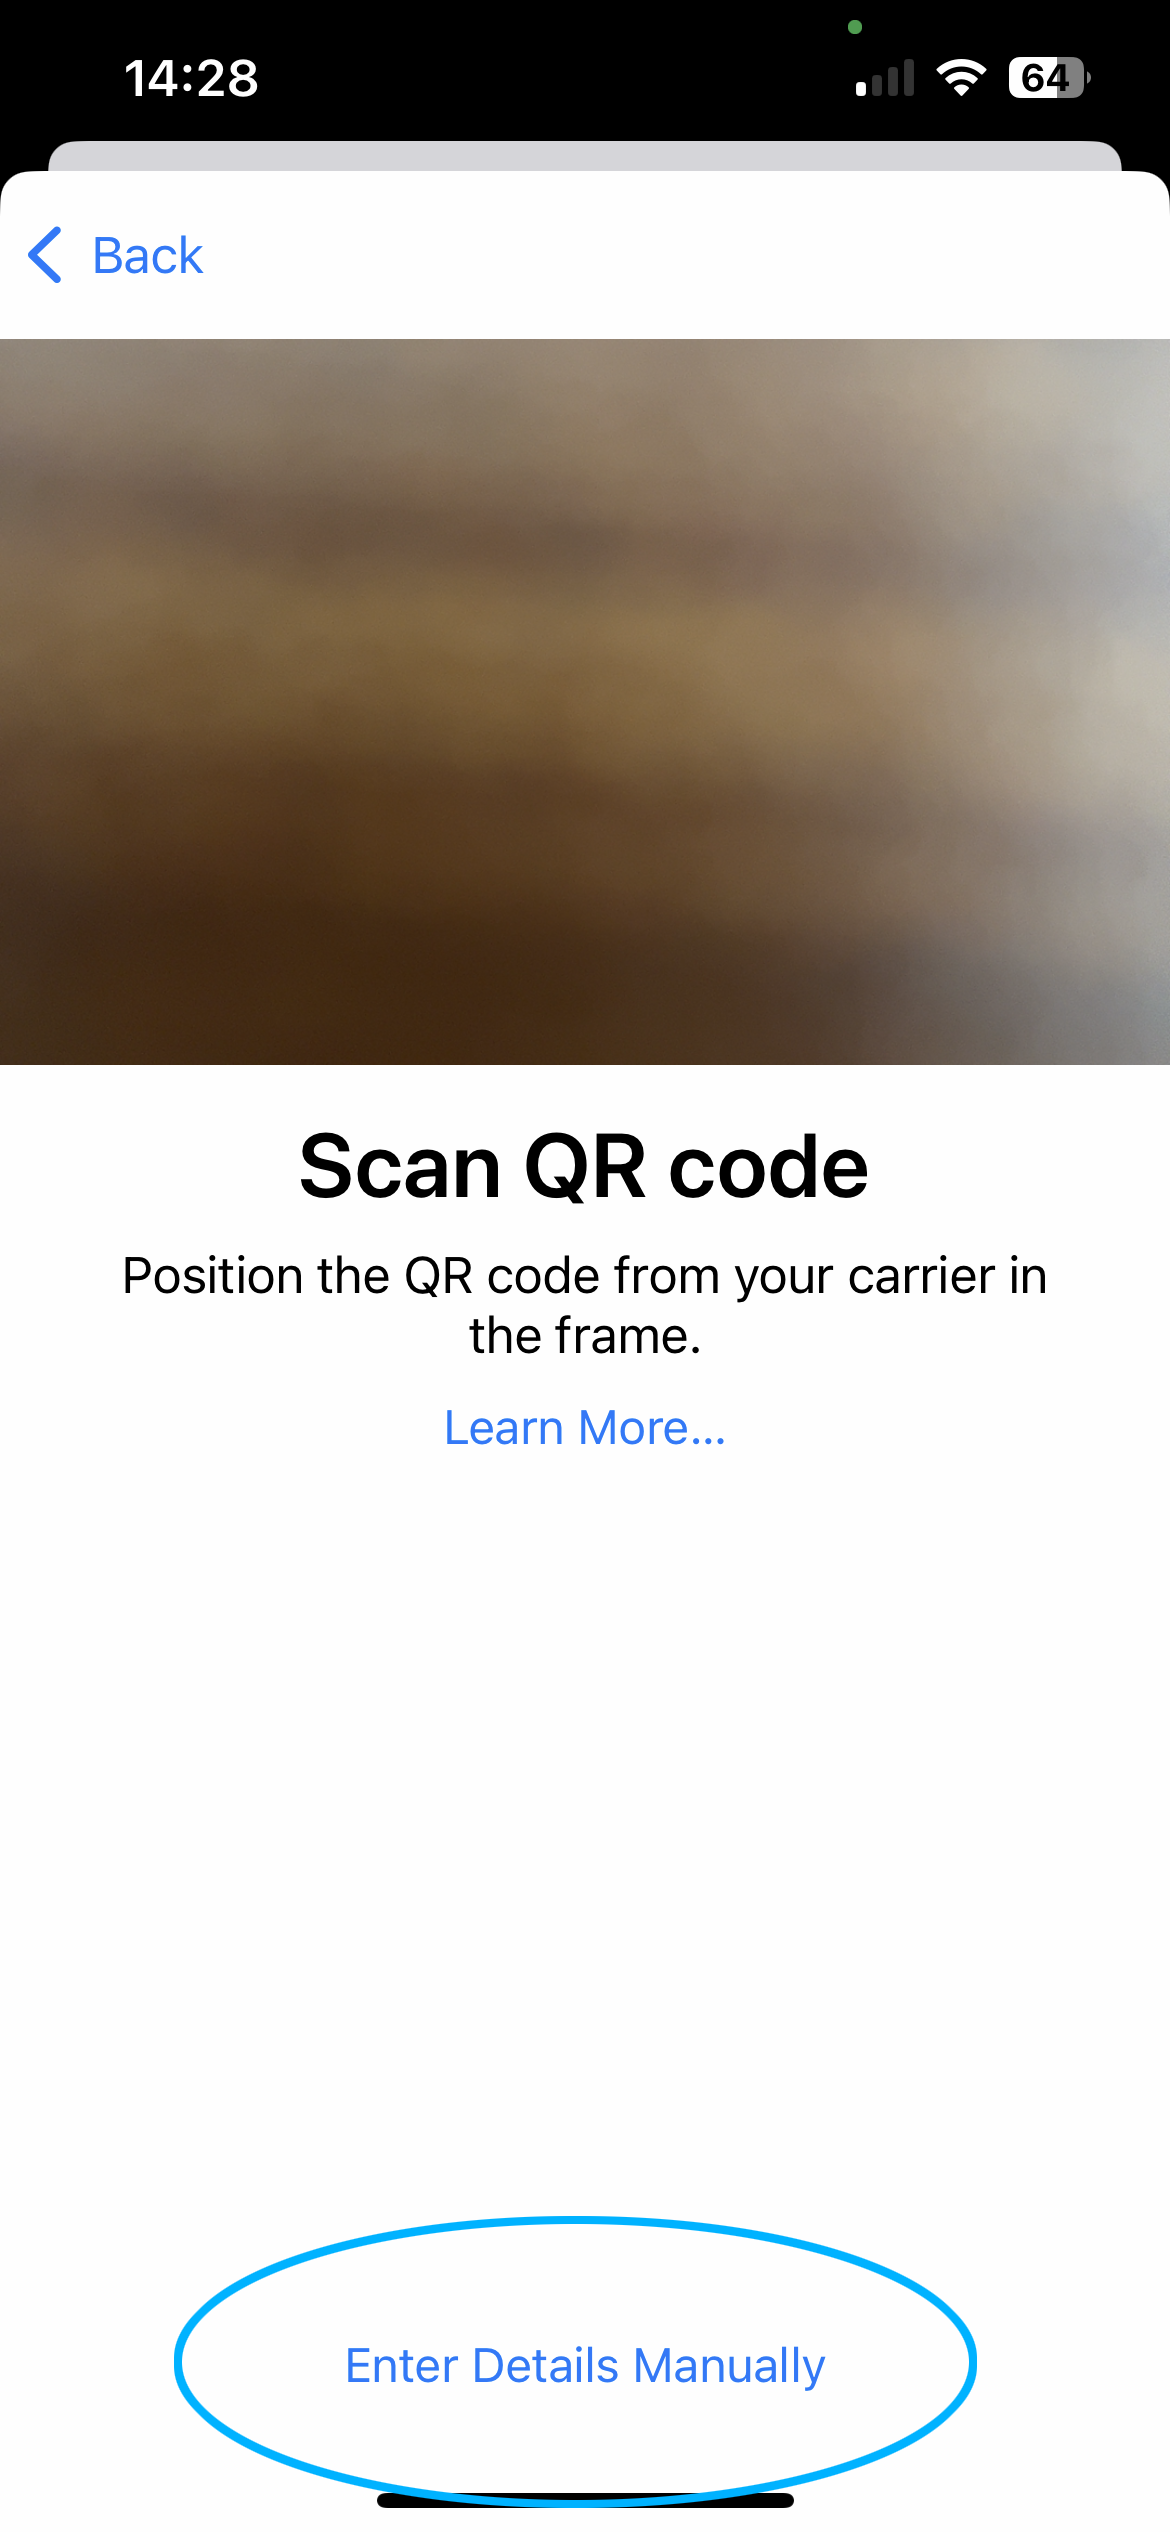 14:28
64
Back
Scan QR code
Position the QR code from your carrier in
the frame.
Learn More...
Enter Details Manually